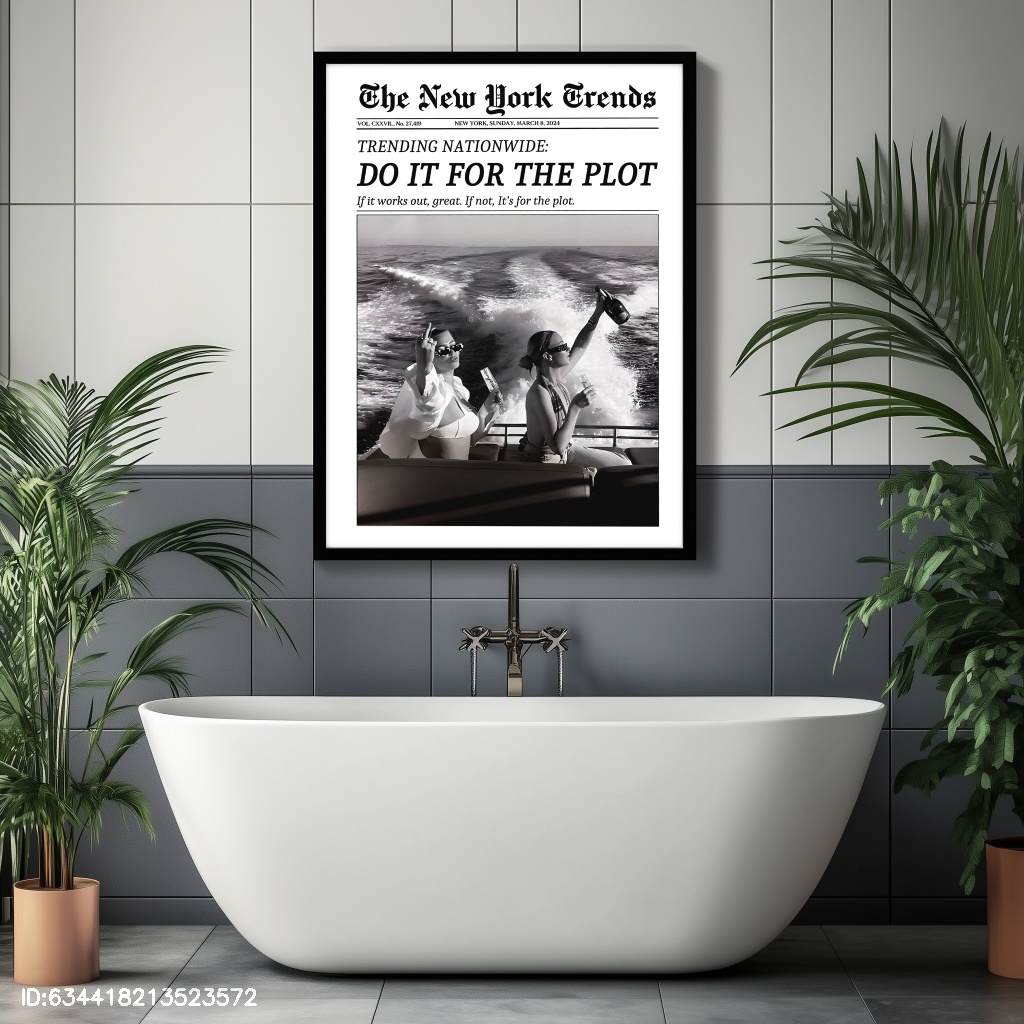 The New York Trends
VOL. CXXVII... No. 27,489 NEW YORK, SUNDAY, MARCH 8, 2024
TRENDING NATIONWIDE:
DO IT FOR THE PLOT
If it works out, great. If not, It's for the plot.
ID:634418213523572